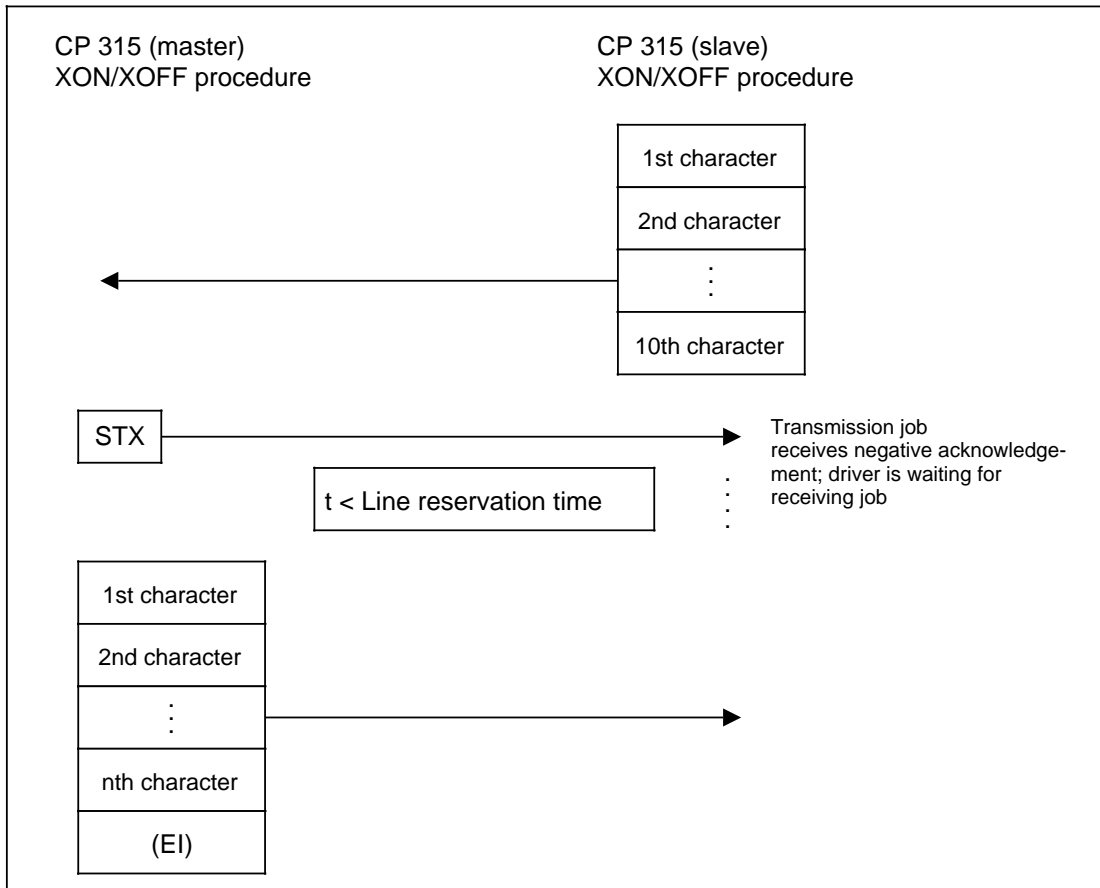 CP 315 (master)
XON/XOFF procedure
CP 315 (slave)
XON/XOFF procedure
1st character
2nd character
⋮
10th character
STX
Transmission job
receives negative acknowledge-
ment; driver is waiting for
receiving job
t < Line reservation time
1st character
2nd character
⋮
nth character
(EI)